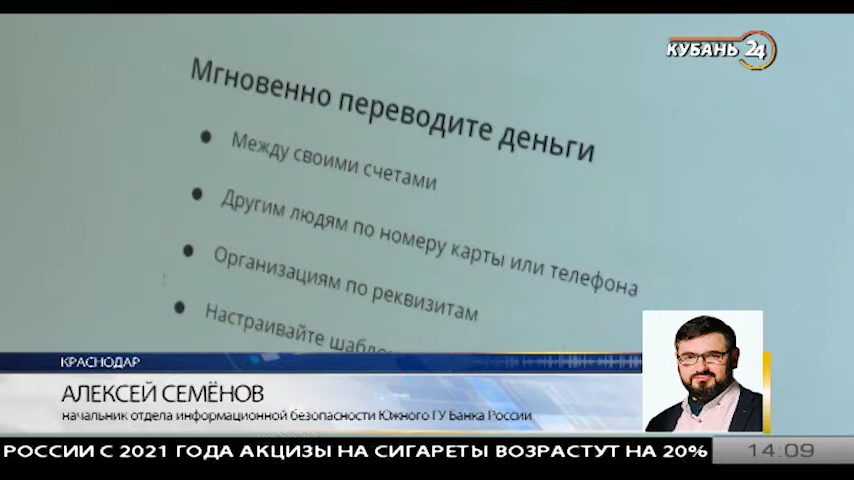 КУБАНЬ 24
Мгновенно переводите деньги
Между своими счетами
Другим людям по номеру карты или телефона
Организациям по реквизитам
Настраивайте
КРАСНОДАР
АЛЕКСЕЙ СЕМЁНОВ
начальник отдела информационной безопасности Южного ГУ Банка России
РОССИИ С 2021 ГОДА АКЦИЗЫ НА СИГАРЕТЫ ВОЗРАСТУТ НА 20%
14:09